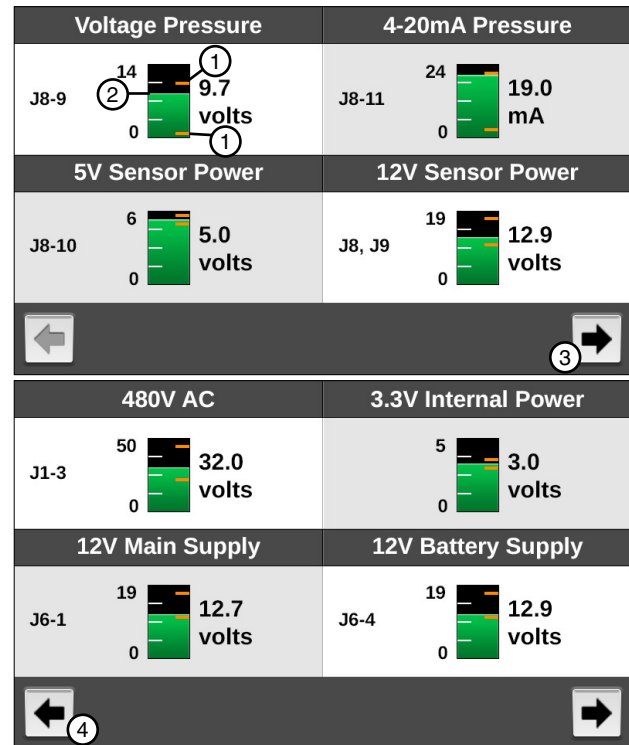 Voltage Pressure
4-20mA Pressure
J8-9
14
0
9.7
volts
1
2
1
J8-11
24
0
19.0
mA
5V Sensor Power
12V Sensor Power
J8-10
6
0
5.0
volts
J8, J9
19
0
12.9
volts
3
480V AC
3.3V Internal Power
J1-3
50
0
32.0
volts
5
0
3.0
volts
12V Main Supply
12V Battery Supply
J6-1
19
0
12.7
volts
J6-4
19
0
12.9
volts
4